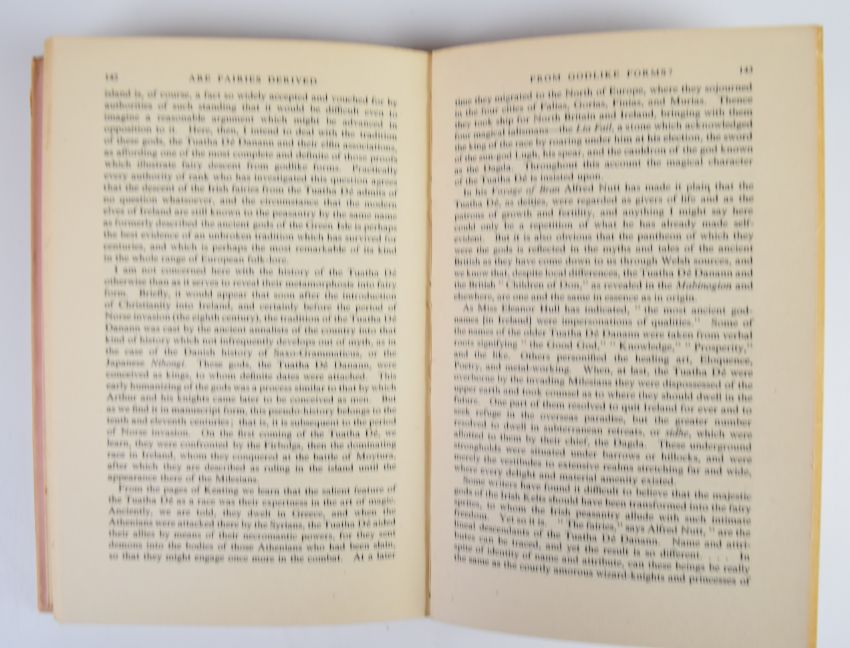 142 ARE FAIRIES DERIVED
island is, of course, a fact so widely accepted and vouched for by
authorities of such standing that it would be difficult even to
imagine a reasonable argument which might be advanced in
opposition to it. Here, then, I intend to deal with the tradition
of these gods, the Tuatha Dé Danann and their elfin associations,
as affording one of the most complete and definite of those proofs
which illustrate fairy descent from godlike forms. Practically
every authority of rank who has investigated this question agrees
that the descent of the Irish fairies from the Tuatha Dé admits of
no question whatsoever, and the circumstance that the modern
elves of Ireland are still known to the peasantry by the same name
as formerly described the ancient gods of the Green Isle is perhaps
the best evidence of an unbroken tradition which has survived for
centuries, and which is perhaps the most remarkable of its kind
in the whole range of European folk-lore.
I am not concerned here with the history of the Tuatha Dé
otherwise than as it serves to reveal their metamorphosis into fairy
form. Briefly, it would appear that soon after the introduction
of Christianity into Ireland, and certainly before the period of
Norse invasion (the eighth century), the tradition of the Tuatha Dé
Danann was cast by the ancient annalists of the country into that
kind of history which not infrequently develops out of myth, as in
the case of the Danish history of Saxo-Grammaticus, or the
Japanese Nihongi. These gods, the Tuatha Dé Danann, were
conceived as kings, to whom definite dates were attached. This
early humanizing of the gods was a process similar to that by which
Arthur and his knights came later to be conceived as men. But
as we find it in manuscript form, this pseudo-history belongs to the
tenth and eleventh centuries; that is, it is subsequent to the period
of Norse invasion. On the first coming of the Tuatha Dé, we
learn, they were confronted by the Firbolgs, then the dominating
race in Ireland, whom they conquered at the battle of Moytura,
after which they are described as ruling in the island until the
appearance there of the Milesians.
From the pages of Keating we learn that the salient feature of
the Tuatha Dé as a race was their expertness in the art of magic.
Anciently, we are told, they dwelt in Greece, and when the
Athenians were attacked there by the Syrians, the Tuatha Dé aided
their allies by means of their necromantic powers, for they sent
demons into the bodies of those Athenians who had been slain,
so that they might engage once more in the combat. At a later
FROM GODLIKE FORMS? 143
time they migrated to the North of Europe, where they sojourned
in the four cities of Falias, Gorias, Finias, and Murias. Thence
they took ship for North Britain and Ireland, bringing with them
four magical talismans—the Lia Fail, a stone which acknowledged
the king of the race by roaring under him at his election, the sword
of the sun-god Lugh, his spear, and the cauldron of the god known
as the Dagda. Throughout this account the magical character
of the Tuatha Dé is insisted upon.
In his Voyage of Bran Alfred Nutt has made it plain that the
Tuatha Dé, as deities, were regarded as givers of life and as the
patrons of growth and fertility, and anything I might say here
could only be a repetition of what he has already made self-
evident. But it is also obvious that the pantheon of which they
were the gods is reflected in the myths and tales of the ancient
British as they have come down to us through Welsh sources, and
we know that, despite local differences, the Tuatha Dé Danann and
the British "Children of Don," as revealed in the Mabinogion and
elsewhere, are one and the same in essence as in origin.
As Miss Eleanor Hull has indicated, "the most ancient god-
names [in Ireland] were impersonations of qualities." Some of
the names of the older Tuatha Dé Danann were taken from verbal
roots signifying "the Good God," "Knowledge," "Prosperity,"
and the like. Others personified the healing art, Eloquence,
Poetry, and metal-working. When, at last, the Tuatha Dé were
overborne by the invading Milesians they were dispossessed of the
upper earth and took counsel as to where they should dwell in the
future. One part of them resolved to quit Ireland for ever and to
seek refuge in the overseas paradise, but the greater number
resolved to dwell in subterranean retreats, or sídhe, which were
allotted to them by their chief, the Dagda. These underground
strongholds were situated under barrows or hillocks, and were
merely the vestibules to extensive realms stretching far and wide,
where every delight and material amenity existed.
Some writers have found it difficult to believe that the majestic
gods of the Irish Kelts should have been transformed into the fairy
sprites, to whom the Irish peasantry allude with such intimate
freedom. Yet so it is. "The fairies," says Alfred Nutt, "are the
lineal descendants of the Tuatha Dé Danann. Name and attri-
butes can be traced, and yet the result is so different. . . . In
spite of identity of name and attribute, can these beings be really
the same as the courtly amorous wizard-knights and princesses of